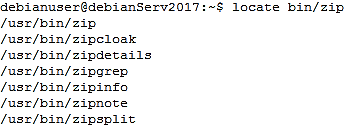 debianuser@debianServ2017:~$ locate bin/zip
/usr/bin/zip
/usr/bin/zipcloak
/usr/bin/zipdetails
/usr/bin/zipgrep
/usr/bin/zipinfo
/usr/bin/zipnote
/usr/bin/zipsplit